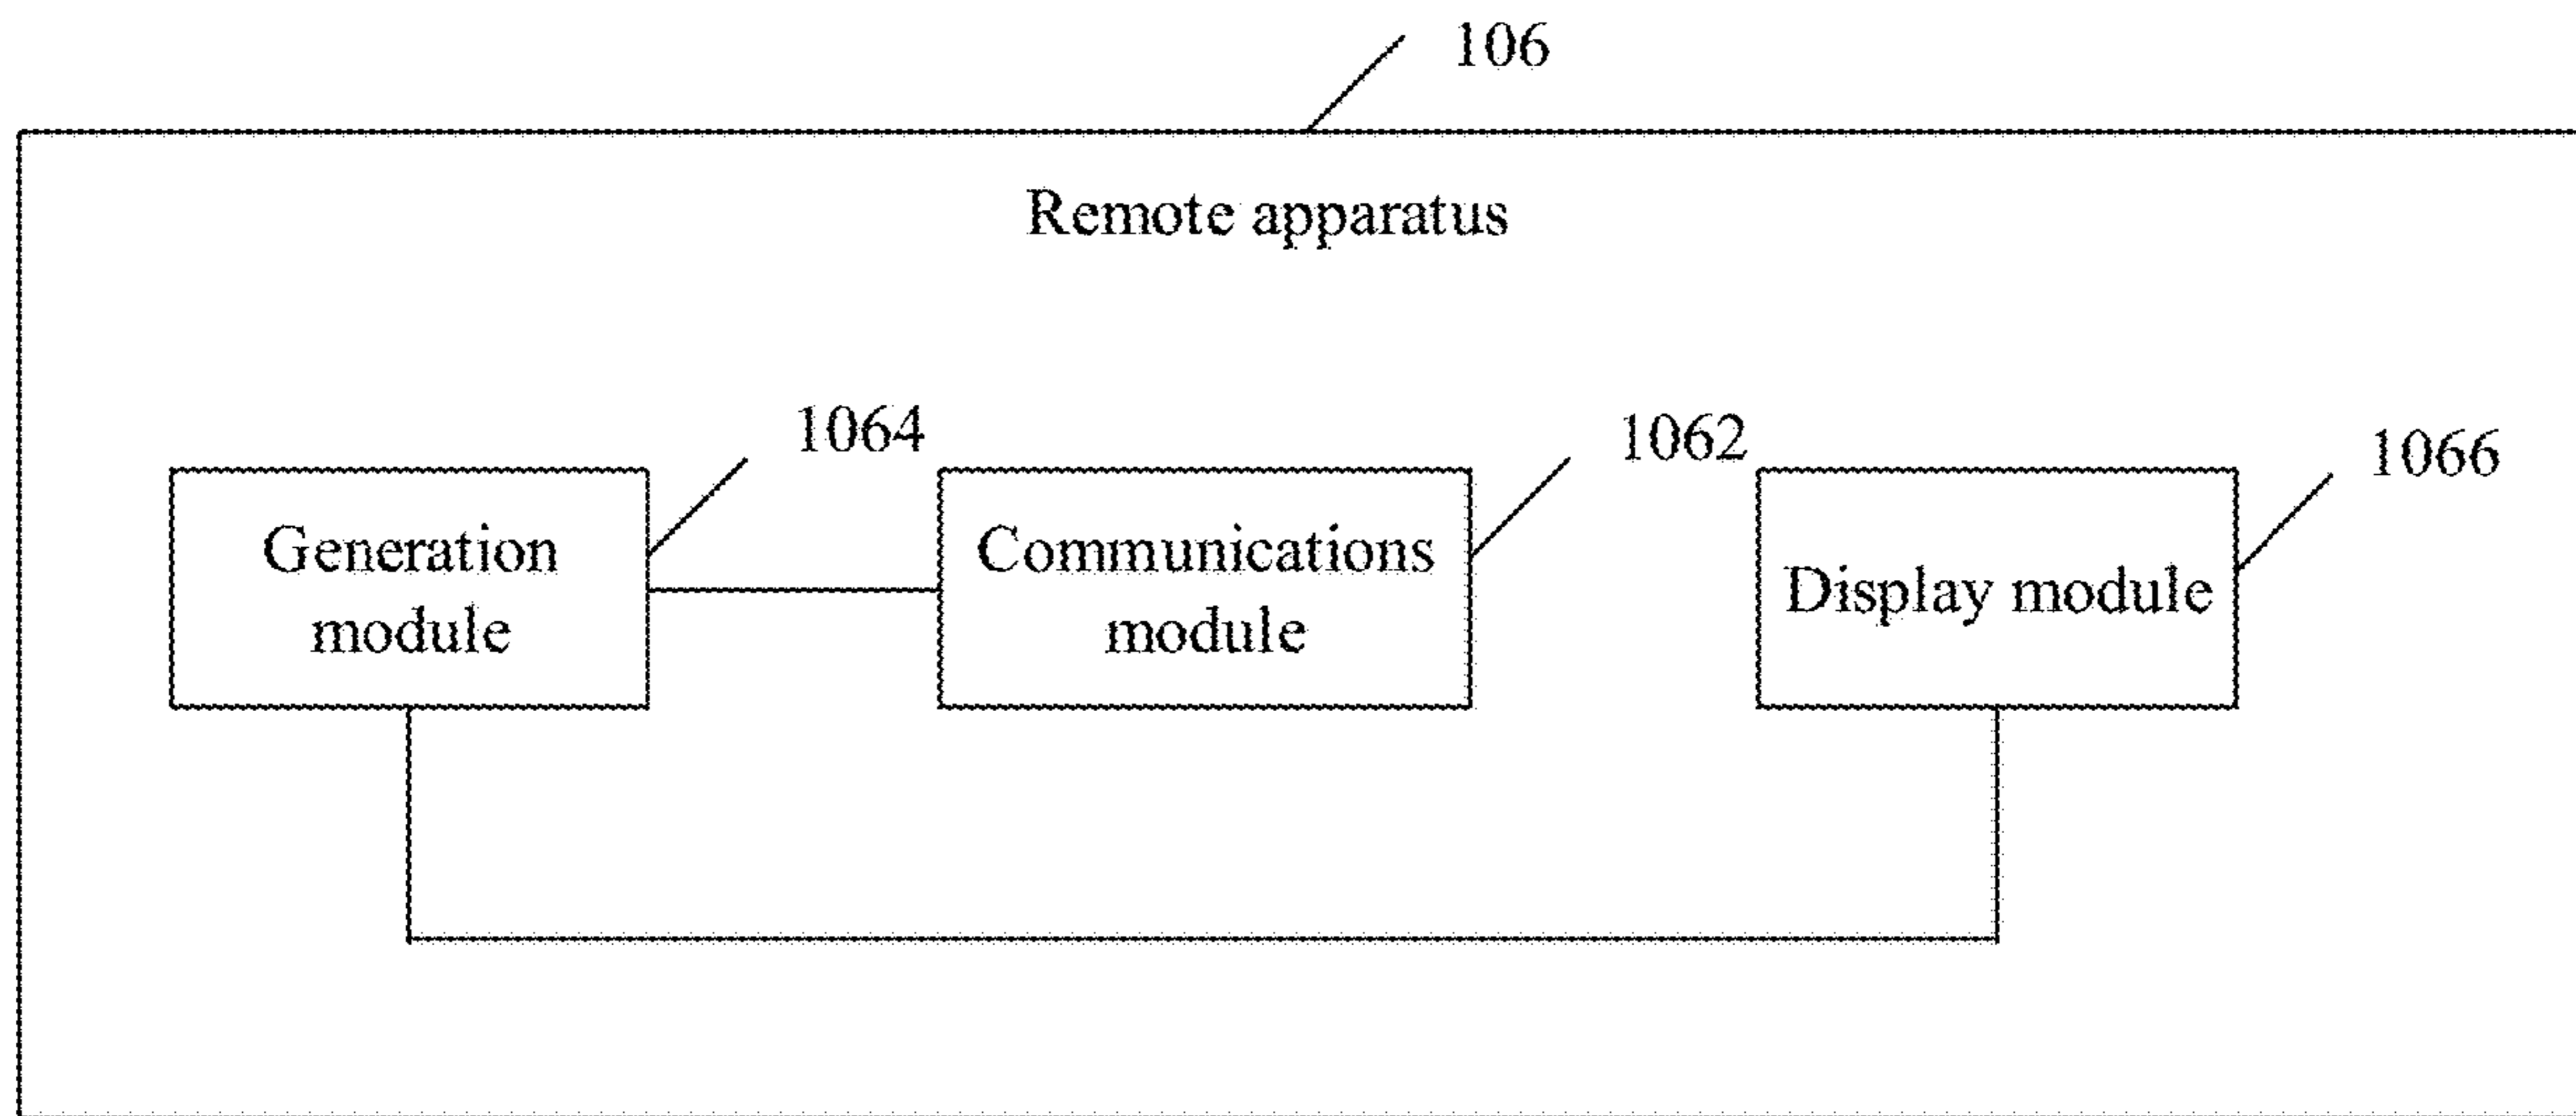 106
Remote apparatus
1064
1062
1066
Generation
module
Communications
module
Display module